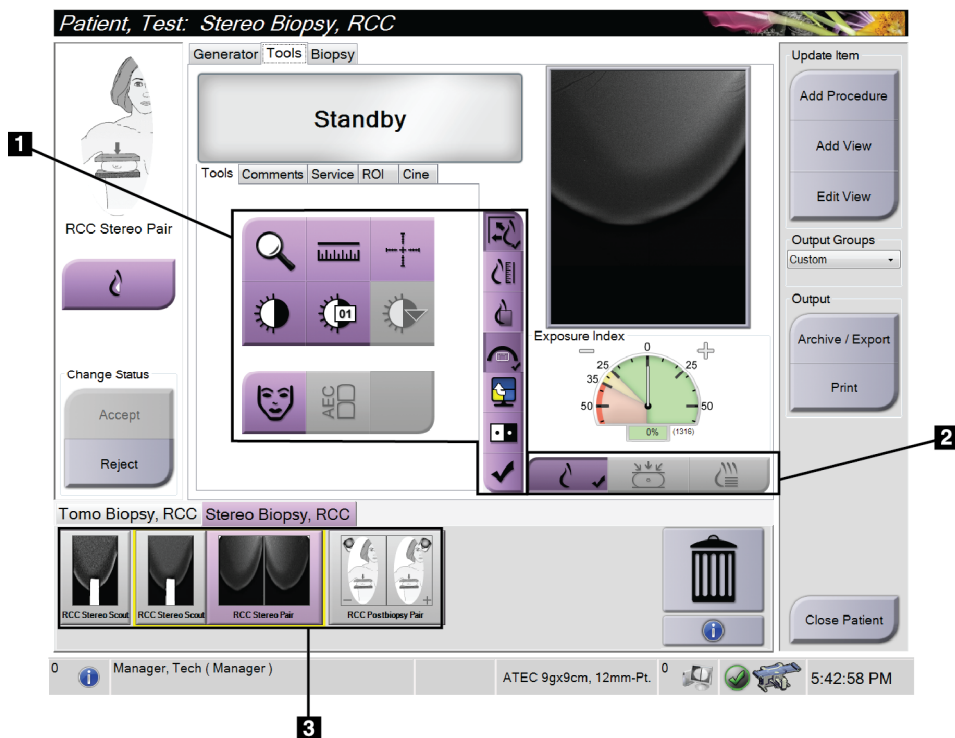 Patient, Test: Stereo Biopsy, RCC
Generator Tools Biopsy
Standby
Tools Comments Service ROI Cine
1
RCC Stereo Pair
01
AEC
Change Status
Accept
Reject
Exposure Index
0
25 25
35
50 50
0% (1316)
Update Item
Add Procedure
Add View
Edit View
Output Groups
Custom
Output
Archive / Export
Print
2
Tomo Biopsy, RCC Stereo Biopsy, RCC
RCC Stereo Scout RCC Stereo Scout RCC Stereo Pair RCC Postbiopsy Pair
Close Patient
0 Manager, Tech ( Manager ) ATEC 9gx9cm, 12mm-Pt. 0 5:42:58 PM
3